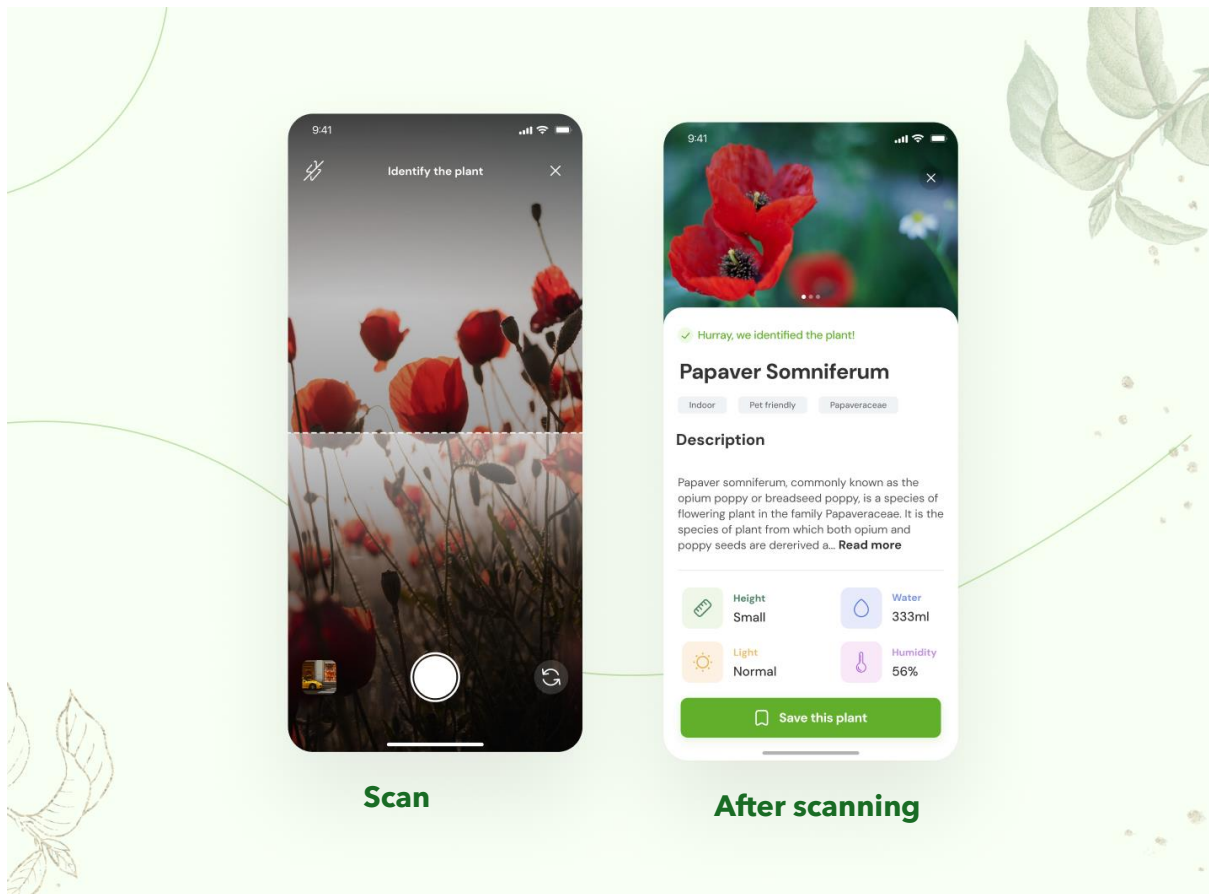 9:41
Identify the plant
Scan
9:41
Hurray, we identified the plant!
Papaver Somniferum
Indoor Pet friendly Papaveraceae
Description
Papaver somniferum, commonly known as the
opium poppy or breadseed poppy, is a species of
flowering plant in the family Papaveraceae. It is the
species of plant from which both opium and
poppy seeds are dererived a... Read more
Height
Small
Water
333ml
Light
Normal
Humidity
56%
Save this plant
After scanning